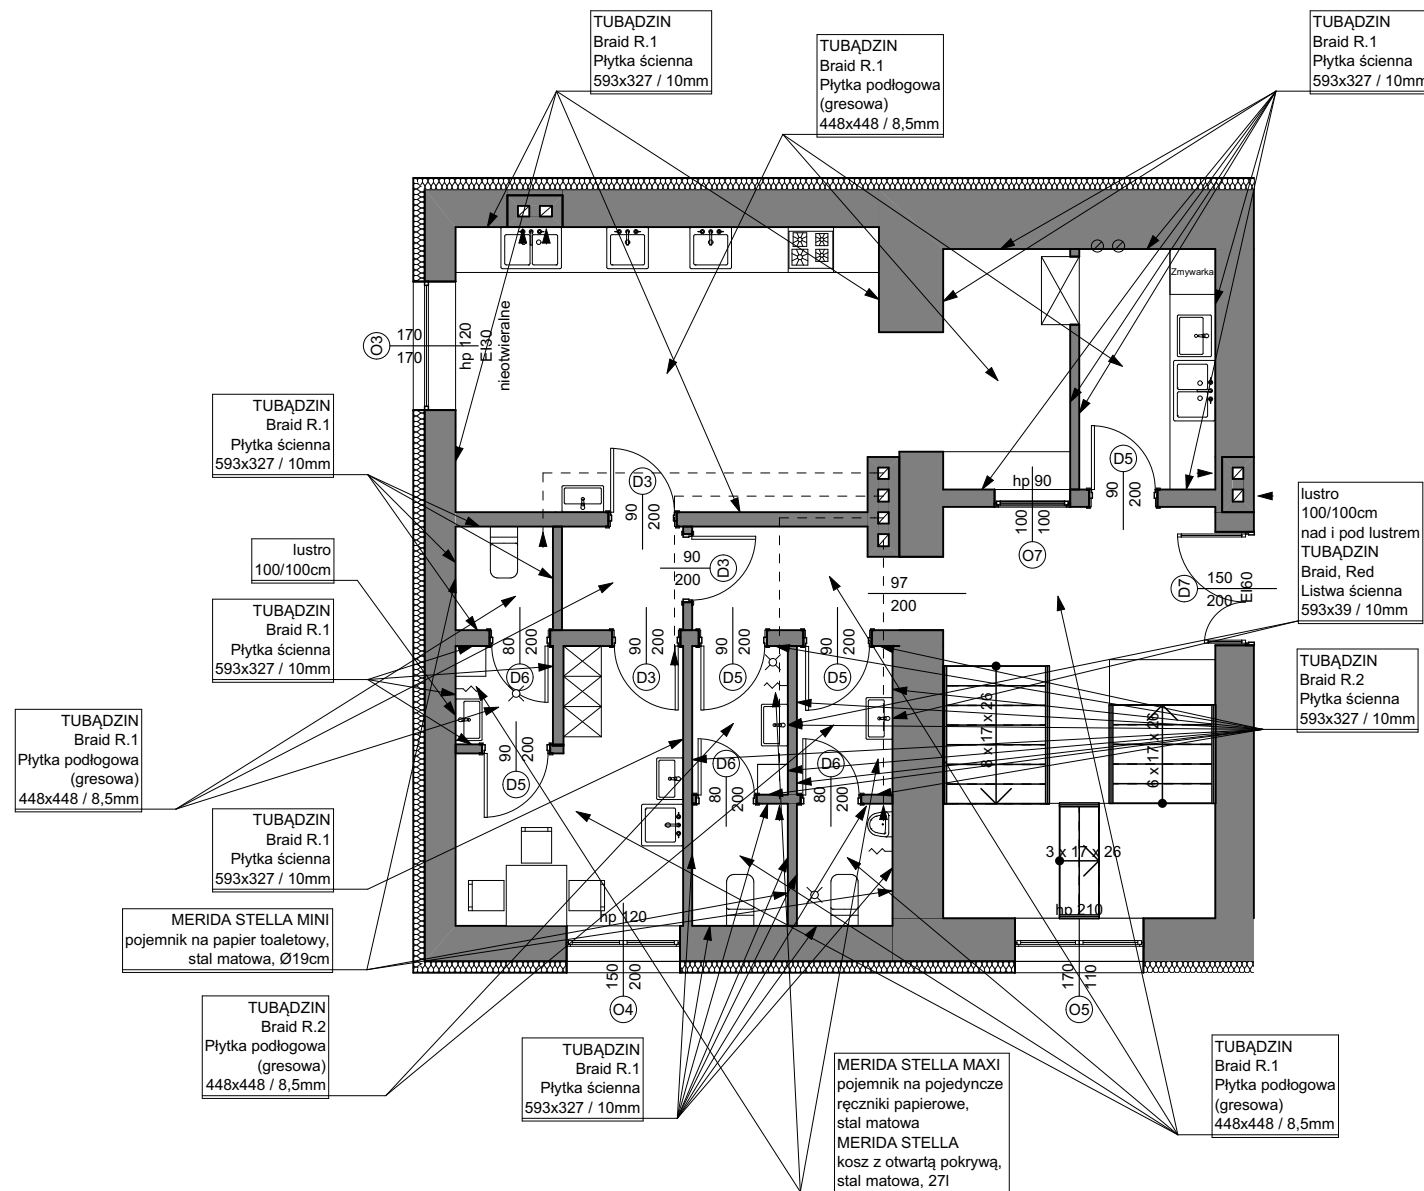 TUBĄDZIN
Braid R.1
Płytka ścienna
593x327 / 10mm
TUBĄDZIN
Braid R.1
Płytka podłogowa
(gresowa)
448x448 / 8,5mm
TUBĄDZIN
Braid R.1
Płytka ścienna
593x327 / 10mm
Zmywarka
O3
170
170
hp 120
EI30
nieotwieralne
TUBĄDZIN
Braid R.1
Płytka ścienna
593x327 / 10mm
D3
90
200
D5
90
200
hp 90
100
100
O7
lustro
100/100cm
nad i pod lustrem
TUBĄDZIN
Braid, Red
Listwa ścienna
593x39 / 10mm
lustro
100/100cm
90
200
D3
97
200
D7
150
200
EI60
TUBĄDZIN
Braid R.1
Płytka ścienna
593x327 / 10mm
80
200
D6
90
200
D3
90
200
D5
90
200
D5
TUBĄDZIN
Braid R.2
Płytka ścienna
593x327 / 10mm
8 x 17 x 26
6 x 17 x 26
TUBĄDZIN
Braid R.1
Płytka podłogowa
(gresowa)
448x448 / 8,5mm
90
200
D5
D6
80
200
D6
80
200
TUBĄDZIN
Braid R.1
Płytka ścienna
593x327 / 10mm
3 x 17 x 26
MERIDA STELLA MINI
pojemnik na papier toaletowy,
stal matowa, Ø19cm
hp 120
150
200
O4
hp 210
170
110
O5
TUBĄDZIN
Braid R.2
Płytka podłogowa
(gresowa)
448x448 / 8,5mm
TUBĄDZIN
Braid R.1
Płytka ścienna
593x327 / 10mm
MERIDA STELLA MAXI
pojemnik na pojedyncze
ręczniki papierowe,
stal matowa
MERIDA STELLA
kosz z otwartą pokrywą,
stal matowa, 27l
TUBĄDZIN
Braid R.1
Płytka podłogowa
(gresowa)
448x448 / 8,5mm